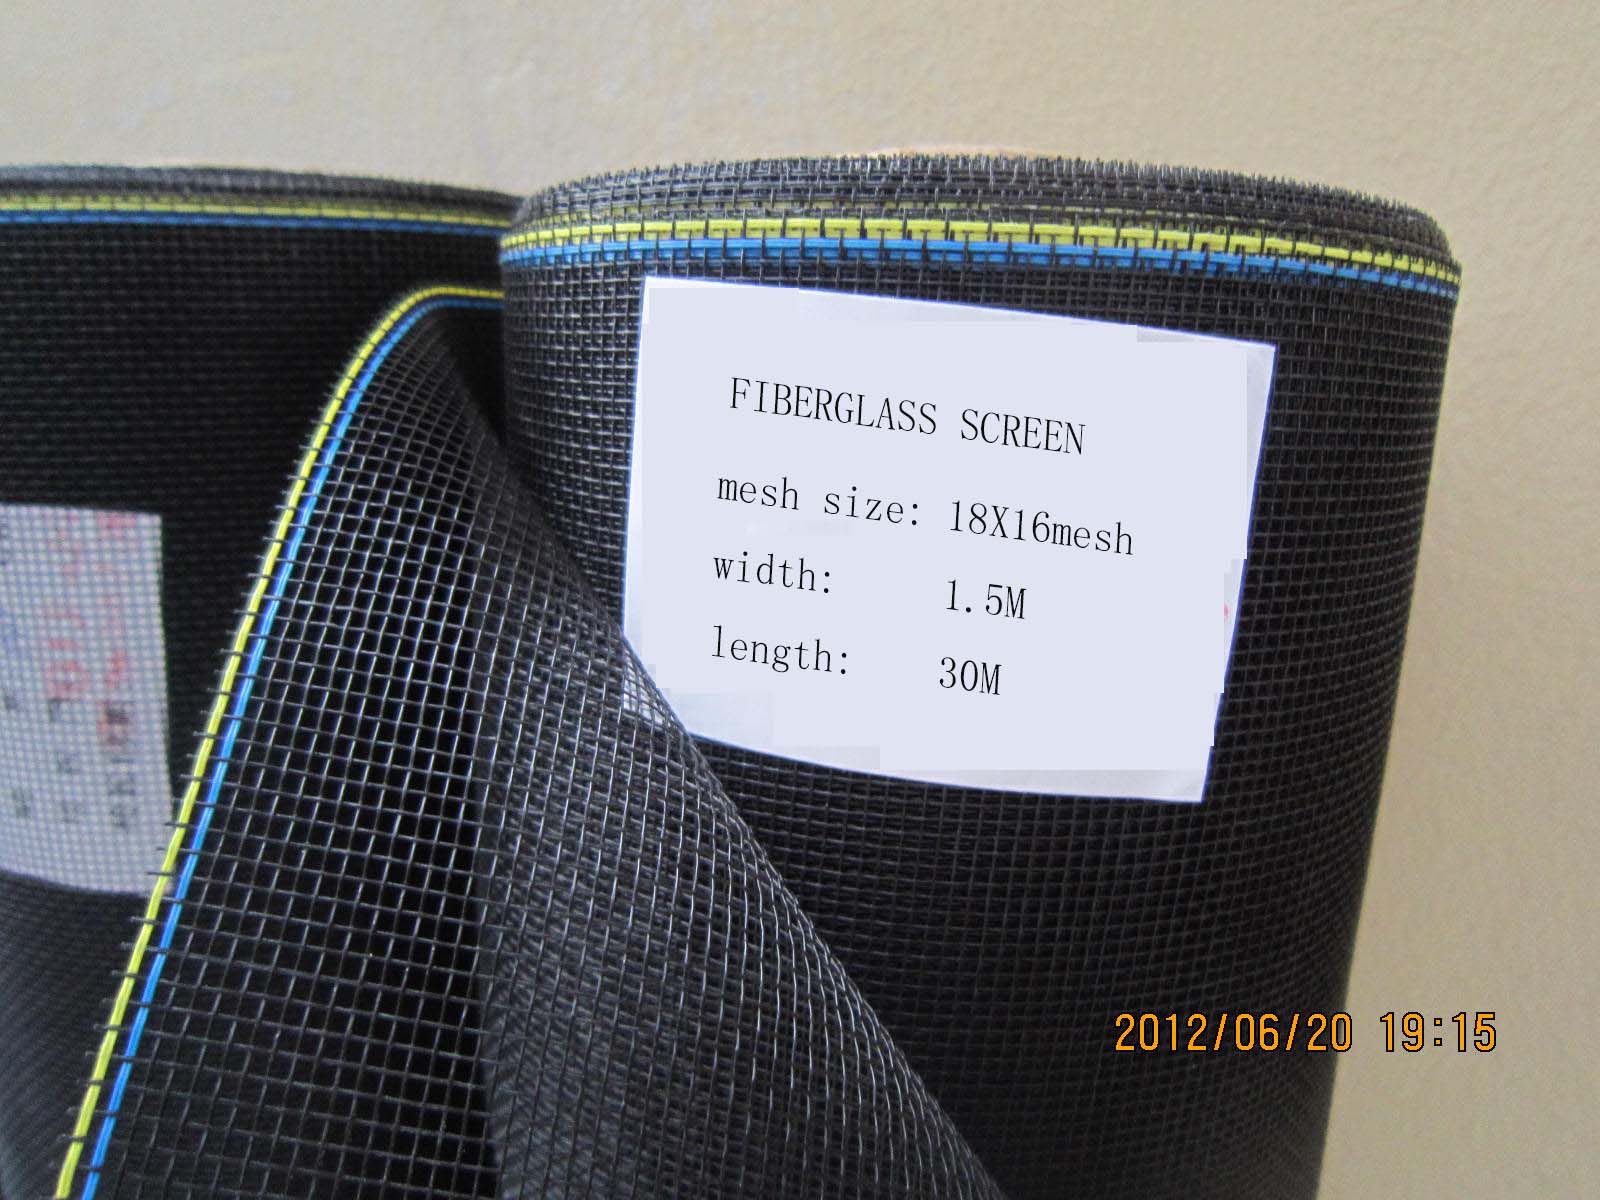 FIBERGLASS SCREEN
mesh size: 18X16mesh
width: 1.5M
length: 30M
2012/06/20 19:15